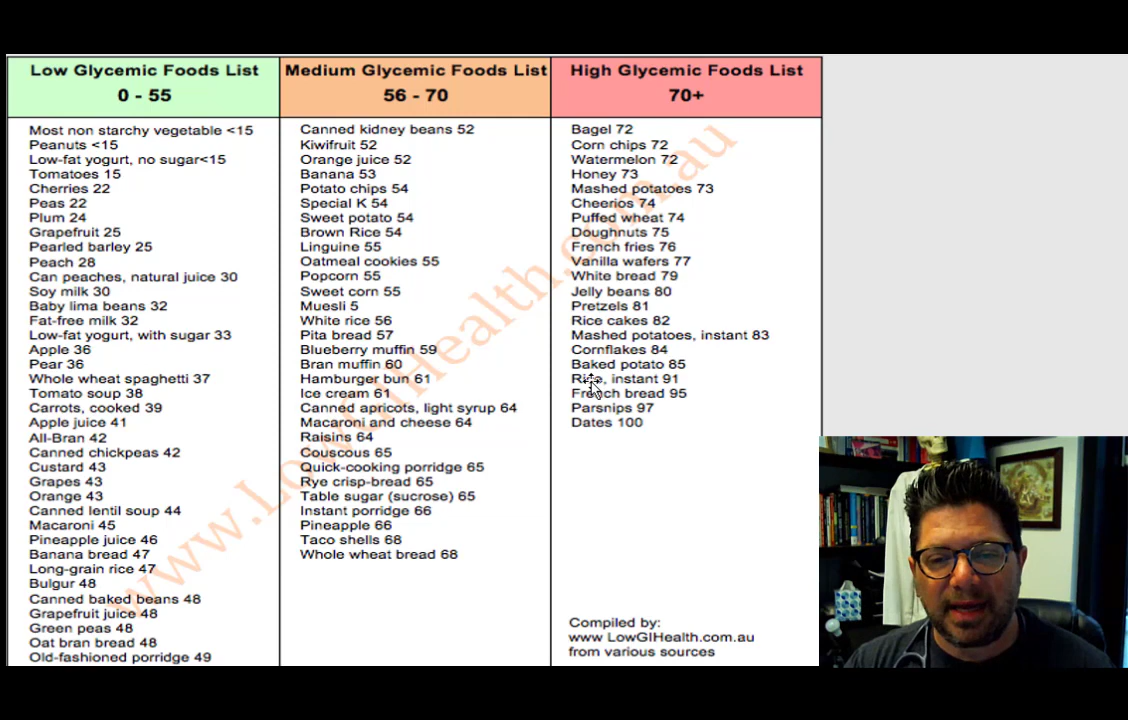 Low Glycemic Foods List
0 - 55
Most non starchy vegetable <15
Peanuts <15
Low-fat yogurt, no sugar<15
Tomatoes 15
Cherries 22
Peas 22
Plum 24
Grapefruit 25
Pearled barley 25
Peach 28
Can peaches, natural juice 30
Soy milk 30
Baby lima beans 32
Fat-free milk 32
Low-fat yogurt, with sugar 33
Apple 36
Pear 36
Whole wheat spaghetti 37
Tomato soup 38
Carrots, cooked 39
Apple juice 41
All-Bran 42
Canned chickpeas 42
Custard 43
Grapes 43
Orange 43
Canned lentil soup 44
Macaroni 45
Pineapple juice 46
Banana bread 47
Long-grain rice 47
Bulgur 48
Canned baked beans 48
Grapefruit juice 48
Green peas 48
Oat bran bread 48
Old-fashioned porridge 49
Medium Glycemic Foods List
56 - 70
Canned kidney beans 52
Kiwifruit 52
Orange juice 52
Banana 53
Potato chips 54
Special K 54
Sweet potato 54
Brown Rice 54
Linguine 55
Oatmeal cookies 55
Popcorn 55
Sweet corn 55
Muesli 5
White rice 56
Pita bread 57
Blueberry muffin 59
Bran muffin 60
Hamburger bun 61
Ice cream 61
Canned apricots, light syrup 64
Macaroni and cheese 64
Raisins 64
Couscous 65
Quick-cooking porridge 65
Rye crisp-bread 65
Table sugar (sucrose) 65
Instant porridge 66
Pineapple 66
Taco shells 68
Whole wheat bread 68
High Glycemic Foods List
70+
Bagel 72
Corn chips 72
Watermelon 72
Honey 73
Mashed potatoes 73
Cheerios 74
Puffed wheat 74
Doughnuts 75
French fries 76
Vanilla wafers 77
White bread 79
Jelly beans 80
Pretzels 81
Rice cakes 82
Mashed potatoes, instant 83
Cornflakes 84
Baked potato 85
Rice, instant 91
French bread 95
Parsnips 97
Dates 100
Compiled by:
www LowGIHealth.com.au
from various sources
www.LowGIHealth.com.au